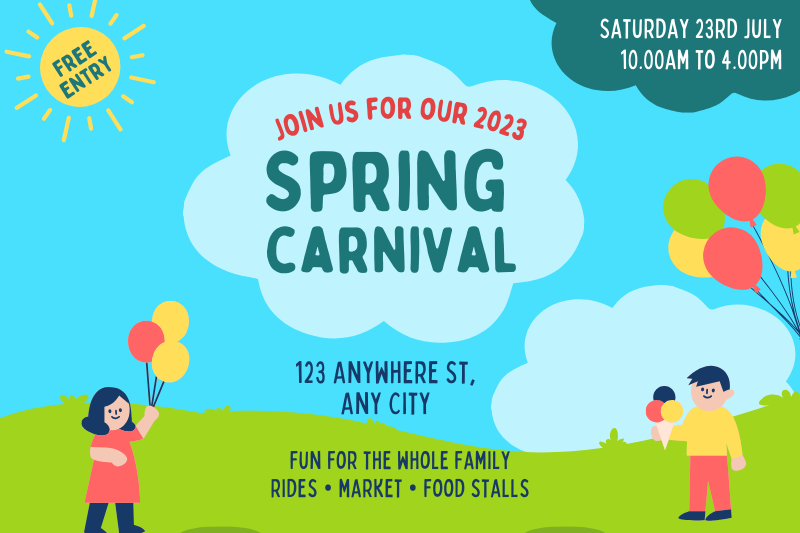 FREE
ENTRY
SATURDAY 23RD JULY
10.00AM TO 4.00PM
JOIN US FOR OUR 2023
SPRING
CARNIVAL
123 ANYWHERE ST,
ANY CITY
FUN FOR THE WHOLE FAMILY
RIDES • MARKET • FOOD STALLS